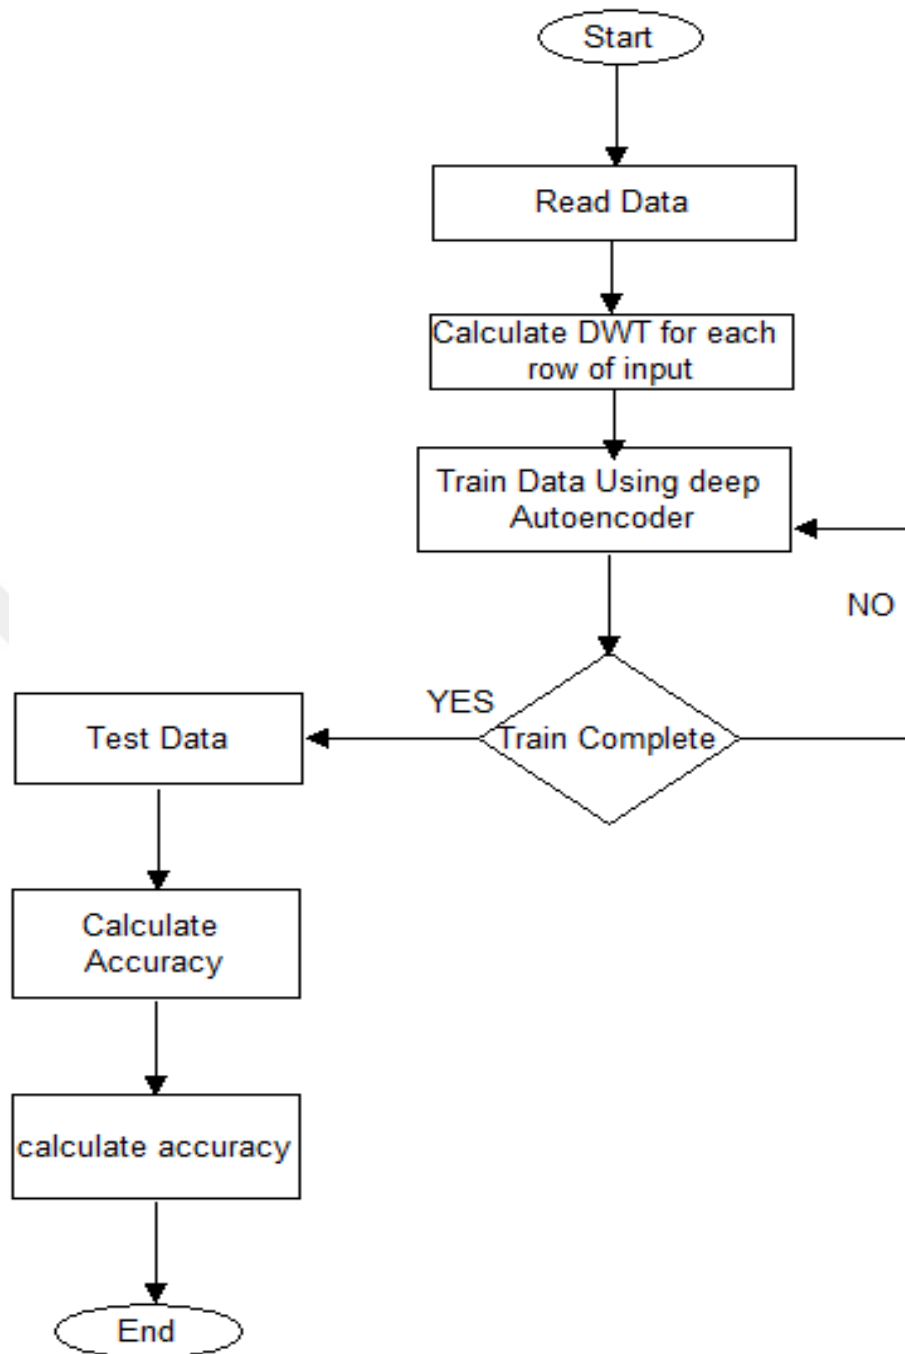 Start
Read Data
Calculate DWT for each
row of input
Train Data Using deep
Autoencoder
NO
YES
Train Complete
Test Data
Calculate
Accuracy
calculate accuracy
End